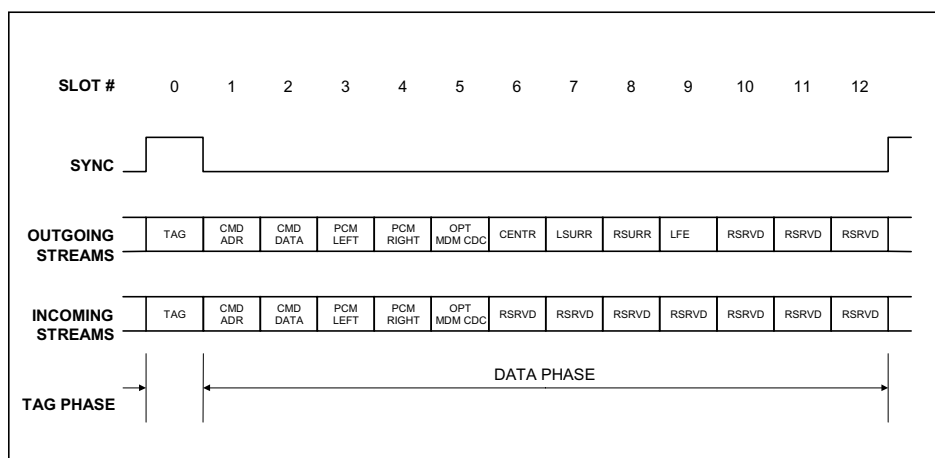 SLOT # 0 1 2 3 4 5 6 7 8 9 10 11 12
SYNC
OUTGOING STREAMS
TAG
CMD ADR
CMD DATA
PCM LEFT
PCM RIGHT
OPT MDM CDC
CENTR
LSURR
RSURR
LFE
RSRVD
RSRVD
RSRVD
INCOMING STREAMS
TAG
CMD ADR
CMD DATA
PCM LEFT
PCM RIGHT
OPT MDM CDC
RSRVD
RSRVD
RSRVD
RSRVD
RSRVD
RSRVD
RSRVD
DATA PHASE
TAG PHASE